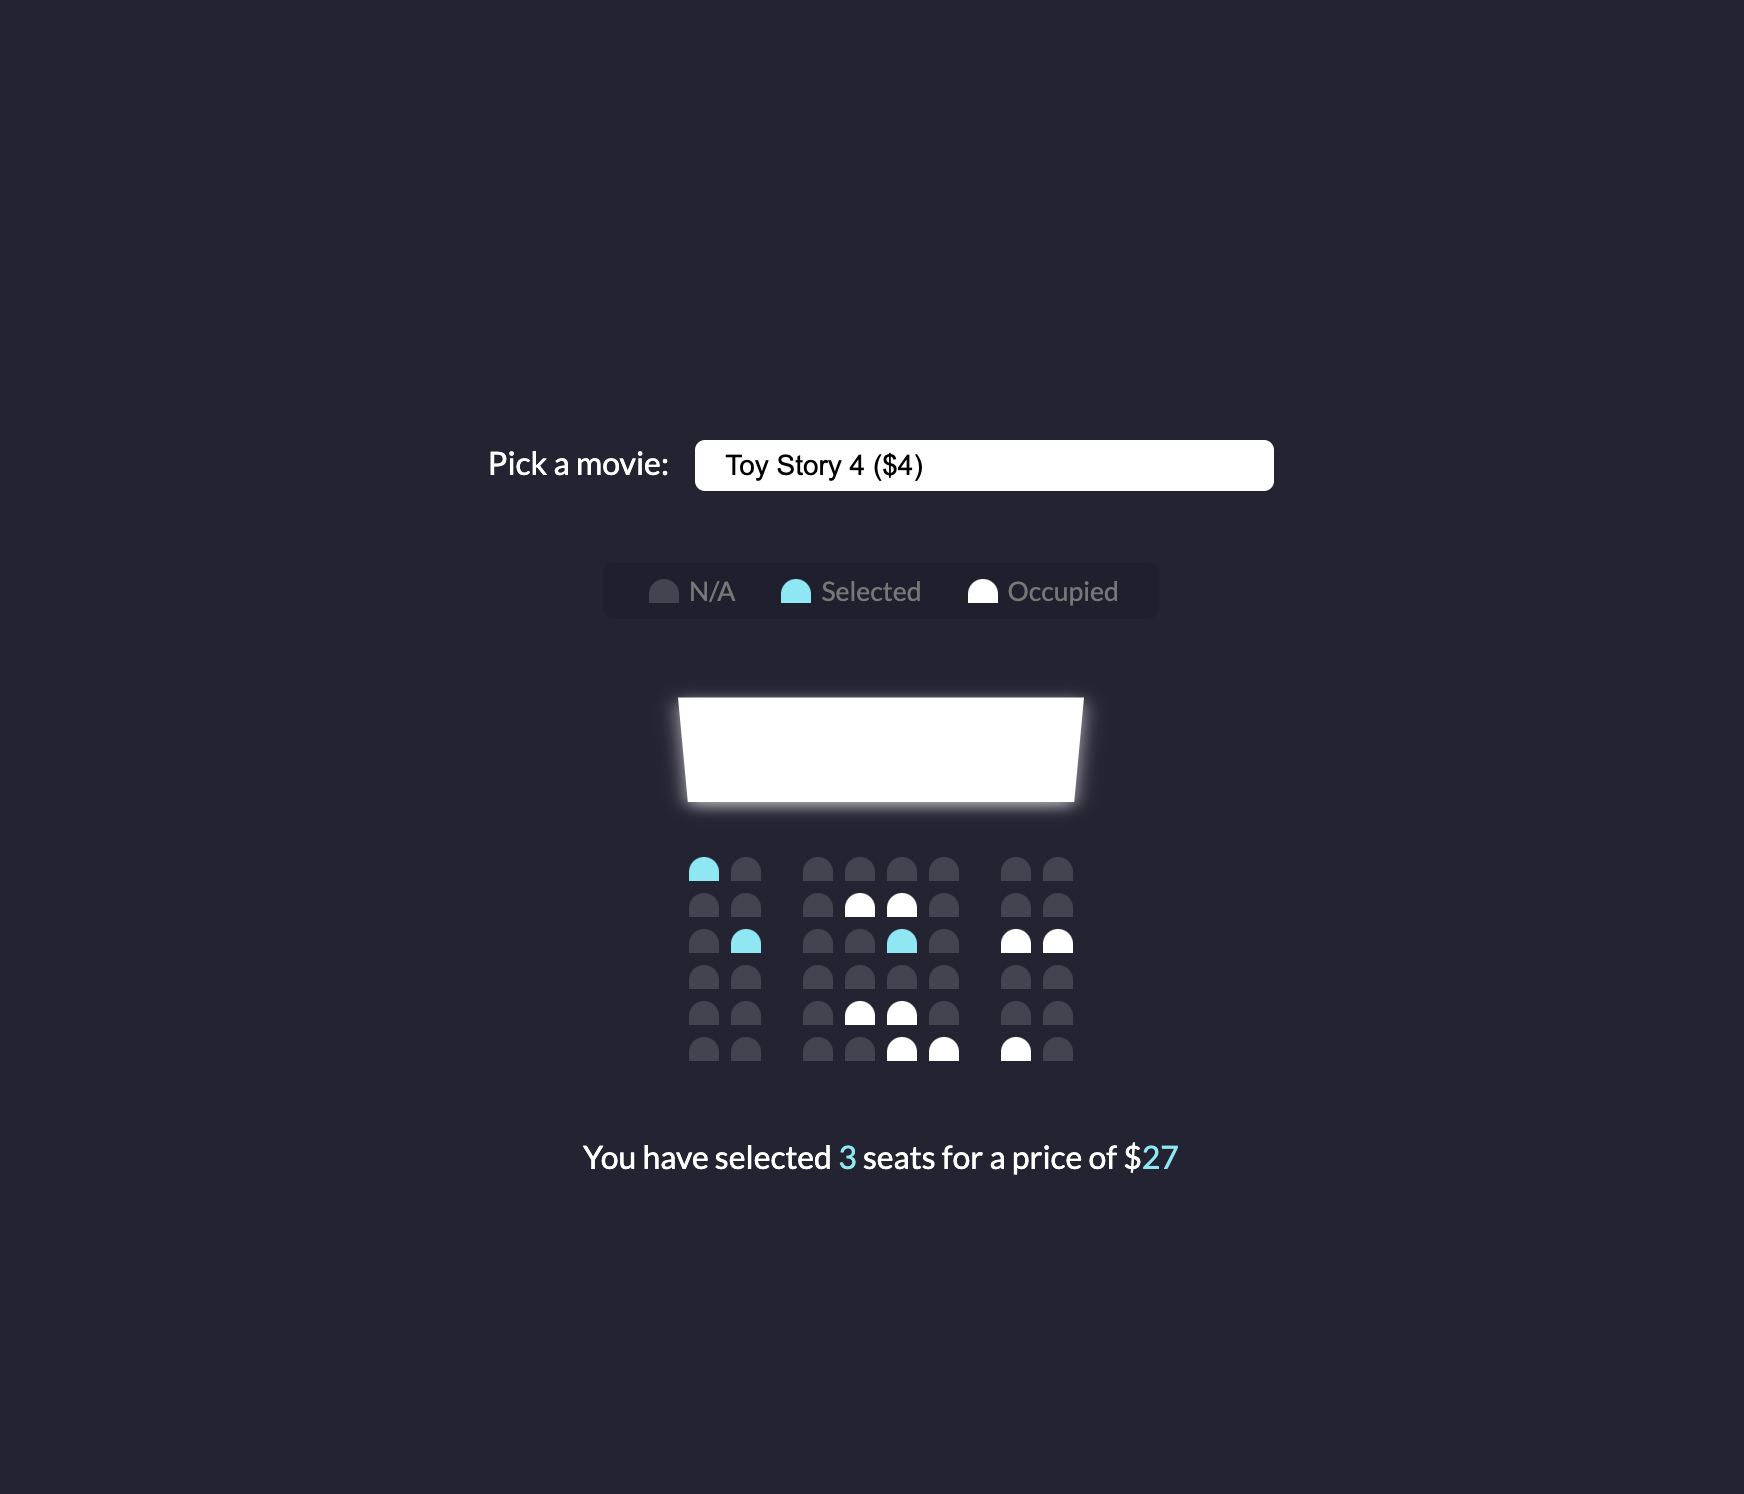 Pick a movie: Toy Story 4 ($4)
N/A Selected Occupied
You have selected 3 seats for a price of $27